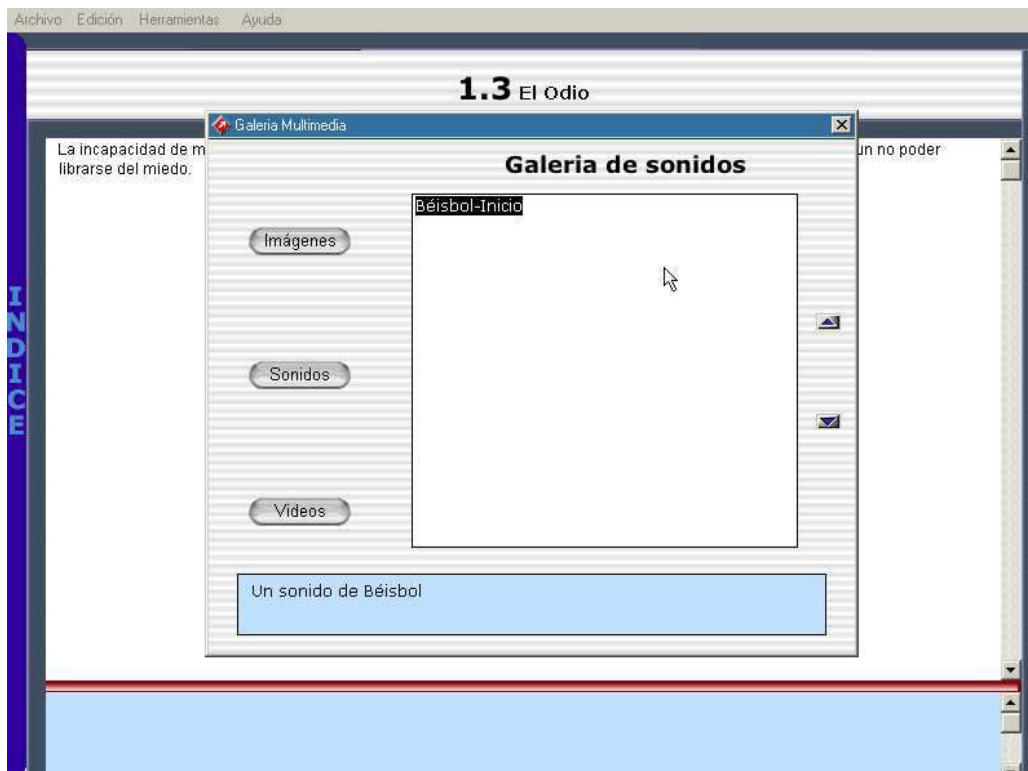 Archivo Edición Herramientas Ayuda
1.3 El Odio
Galeria Multimedia
La incapacidad de m
un no poder
librarse del miedo.
Galeria de sonidos
Béisbol-Inicio
Imágenes
Sonidos
Videos
Un sonido de Béisbol
INDICE